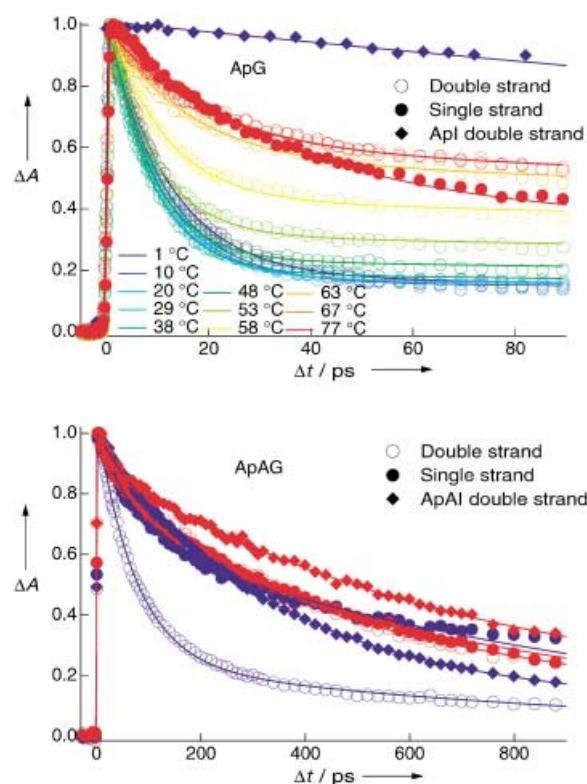 1.0
0.8
0.6
0.4
0.2
0.0
ΔA
ApG
Double strand
Single strand
ApI double strand
1 °C
10 °C
20 °C
29 °C
38 °C
48 °C
53 °C
58 °C
63 °C
67 °C
77 °C
0 20 40 60 80
Δt / ps
1.0
0.8
0.6
0.4
0.2
0.0
ΔA
ApAG
Double strand
Single strand
ApAI double strand
0 200 400 600 800
Δt / ps